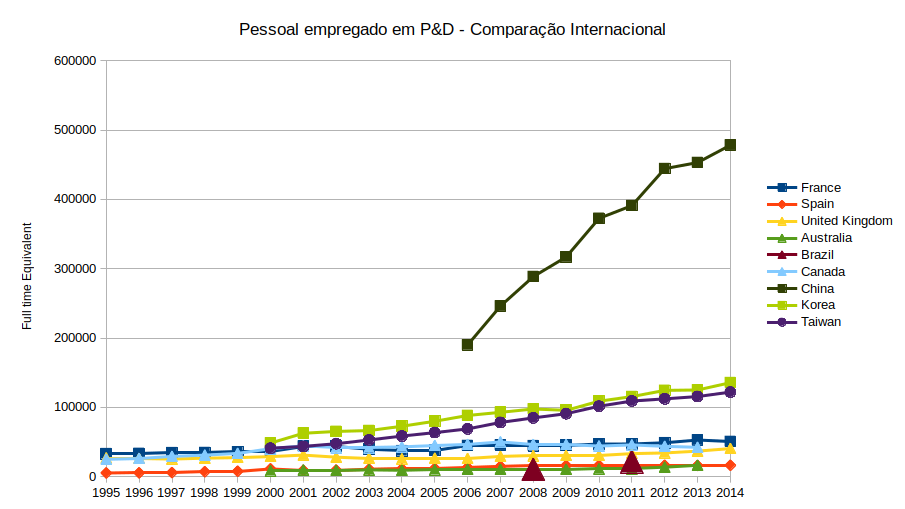 Pessoal empregado em P&D - Comparação Internacional
600000
500000
400000
300000
200000
100000
0
Full time Equivalent
1995 1996 1997 1998 1999 2000 2001 2002 2003 2004 2005 2006 2007 2008 2009 2010 2011 2012 2013 2014
France
Spain
United Kingdom
Australia
Brazil
Canada
China
Korea
Taiwan